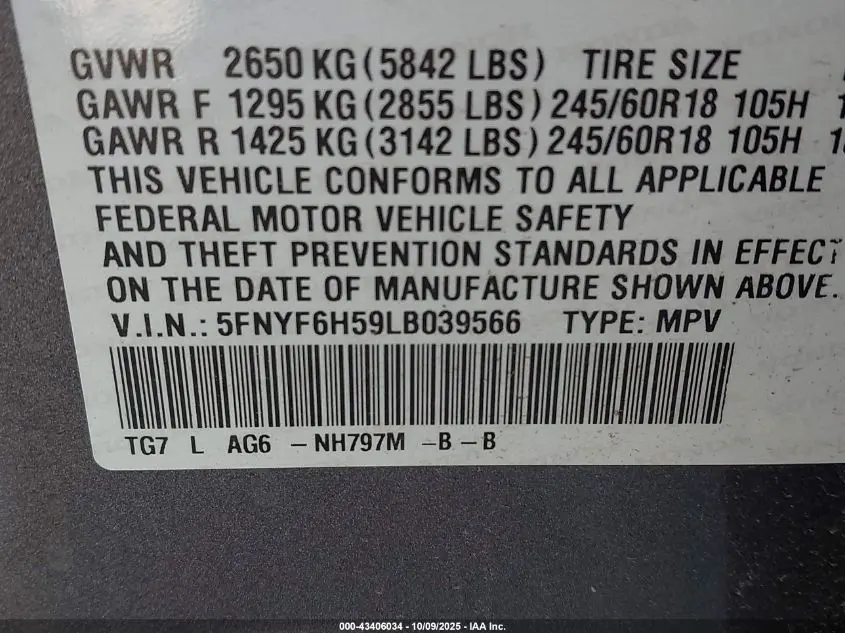 GVWR 2650 KG (5842 LBS) TIRE SIZE
GAWR F 1295 KG (2855 LBS) 245/60R18 105H
GAWR R 1425 KG (3142 LBS) 245/60R18 105H
THIS VEHICLE CONFORMS TO ALL APPLICABLE
FEDERAL MOTOR VEHICLE SAFETY
AND THEFT PREVENTION STANDARDS IN EFFECT
ON THE DATE OF MANUFACTURE SHOWN ABOVE.
V.I.N.: 5FNYF6H59LB039566 TYPE: MPV
TG7 L AG6 – NH797M –B – B
000-43406034 | 10/09/2025 – IAA Inc.